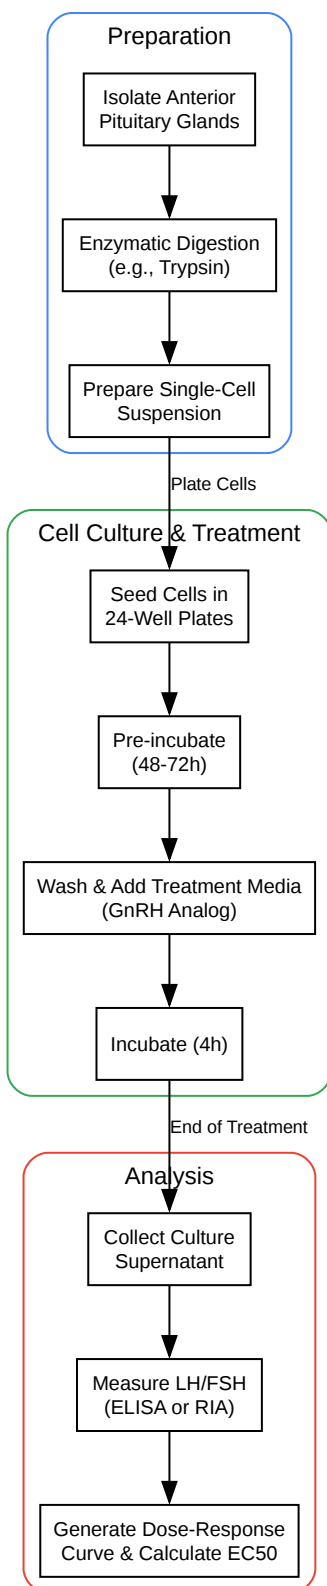 Preparation
Isolate Anterior
Pituitary Glands
Enzymatic Digestion
(e.g., Trypsin)
Prepare Single-Cell
Suspension
Plate Cells
Cell Culture & Treatment
Seed Cells in
24-Well Plates
Pre-incubate
(48-72h)
Wash & Add Treatment Media
(GnRH Analog)
Incubate (4h)
End of Treatment
Analysis
Collect Culture
Supernatant
Measure LH/FSH
(ELISA or RIA)
Generate Dose-Response
Curve & Calculate EC50